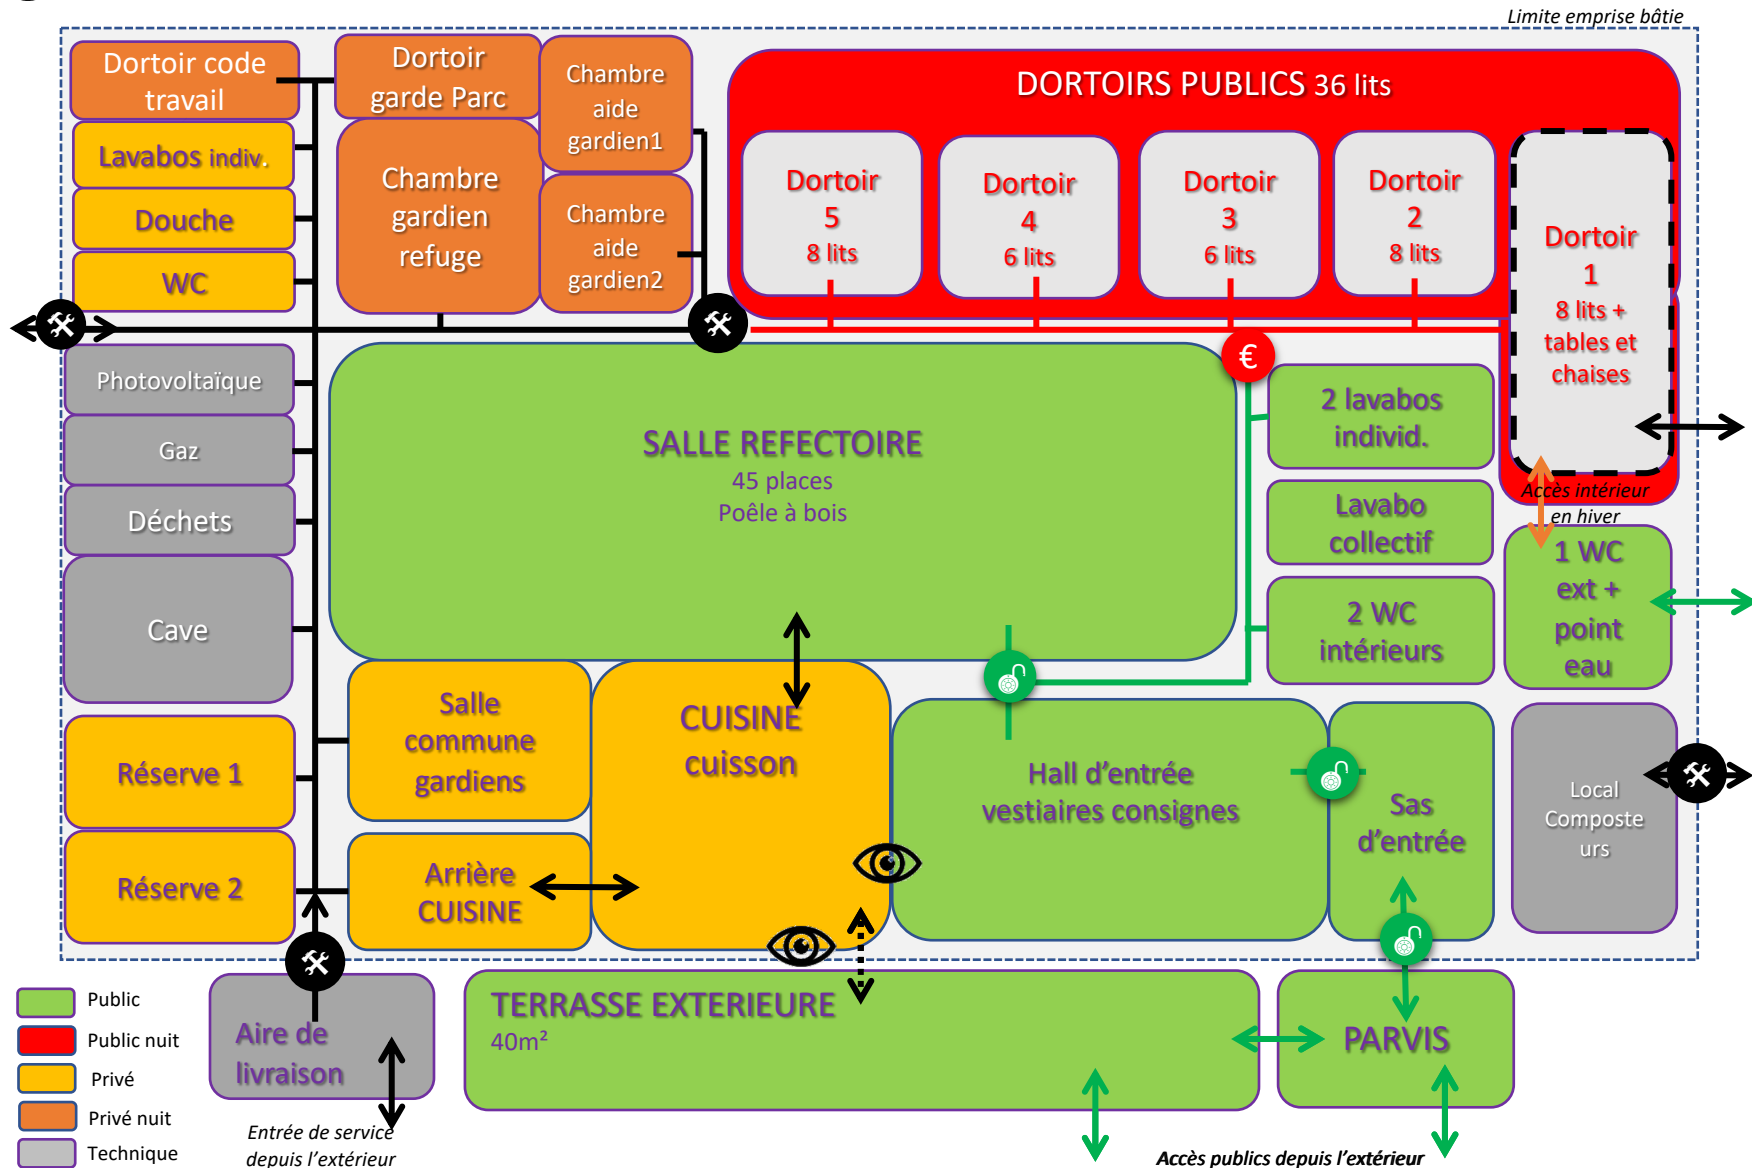 Limite emprise bâtie
Dortoir code
travail
Dortoir
garde Parc
Chambre
aide
gardien1
DORTOIRS PUBLICS 36 lits
Lavabos indiv.
Douche
WC
Chambre
gardien
refuge
Chambre
aide
gardien2
Dortoir
5
8 lits
Dortoir
4
6 lits
Dortoir
3
6 lits
Dortoir
2
8 lits
Dortoir
1
8 lits +
tables et
chaises
€
Photovoltaïque
Gaz
Déchets
Cave
SALLE REFECTOIRE
45 places
Poêle à bois
2 lavabos
individ.
Lavabo
collectif
2 WC
intérieurs
Accès intérieur
en hiver
1 WC
ext +
point
eau
Réserve 1
Réserve 2
Salle
commune
gardiens
Arrière
CUISINE
CUISINE
cuisson
Hall d’entrée
vestiaires consignes
Sas
d’entrée
Local
Composte
urs
Public
Public nuit
Privé
Privé nuit
Technique
Aire de
livraison
Entrée de service
depuis l’extérieur
TERRASSE EXTERIEURE
40m²
PARVIS
Accès publics depuis l’extérieur